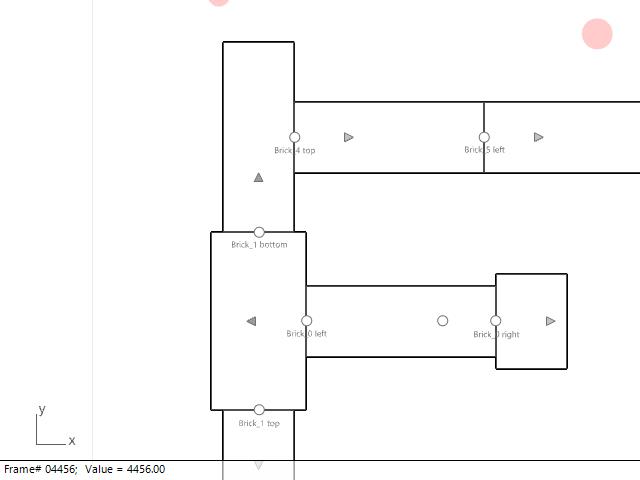 Brick_4 top
Brick_5 left
Brick_1 bottom
Brick_0 left
Brick_0 right
Brick_1 top
y
x
Frame# 04456; Value = 4456.00